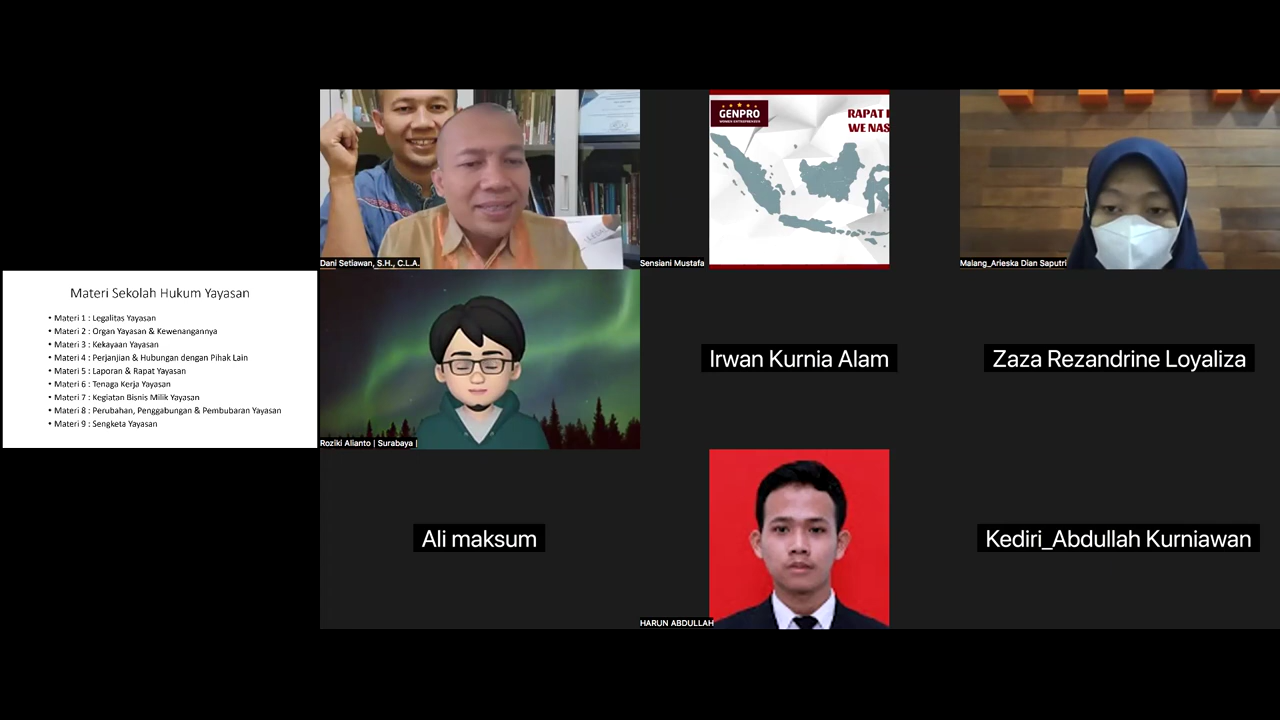 GENPRO
WOMEN ENTREPRENEUR
RAPAT
WE NAS
Dani Setiawan, S.H., C.L.A.
Sensiani Mustafa
Malang_Arieska Dian Saputri
Materi Sekolah Hukum Yayasan
• Materi 1 : Legalitas Yayasan
• Materi 2 : Organ Yayasan & Kewenangannya
• Materi 3 : Kekayaan Yayasan
• Materi 4 : Perjanjian & Hubungan dengan Pihak Lain
• Materi 5 : Laporan & Rapat Yayasan
• Materi 6 : Tenaga Kerja Yayasan
• Materi 7 : Kegiatan Bisnis Milik Yayasan
• Materi 8 : Perubahan, Penggabungan & Pembubaran Yayasan
• Materi 9 : Sengketa Yayasan
Roziki Alianto | Surabaya |
Irwan Kurnia Alam
Zaza Rezandrine Loyaliza
Ali maksum
HARUN ABDULLAH
Kediri_Abdullah Kurniawan